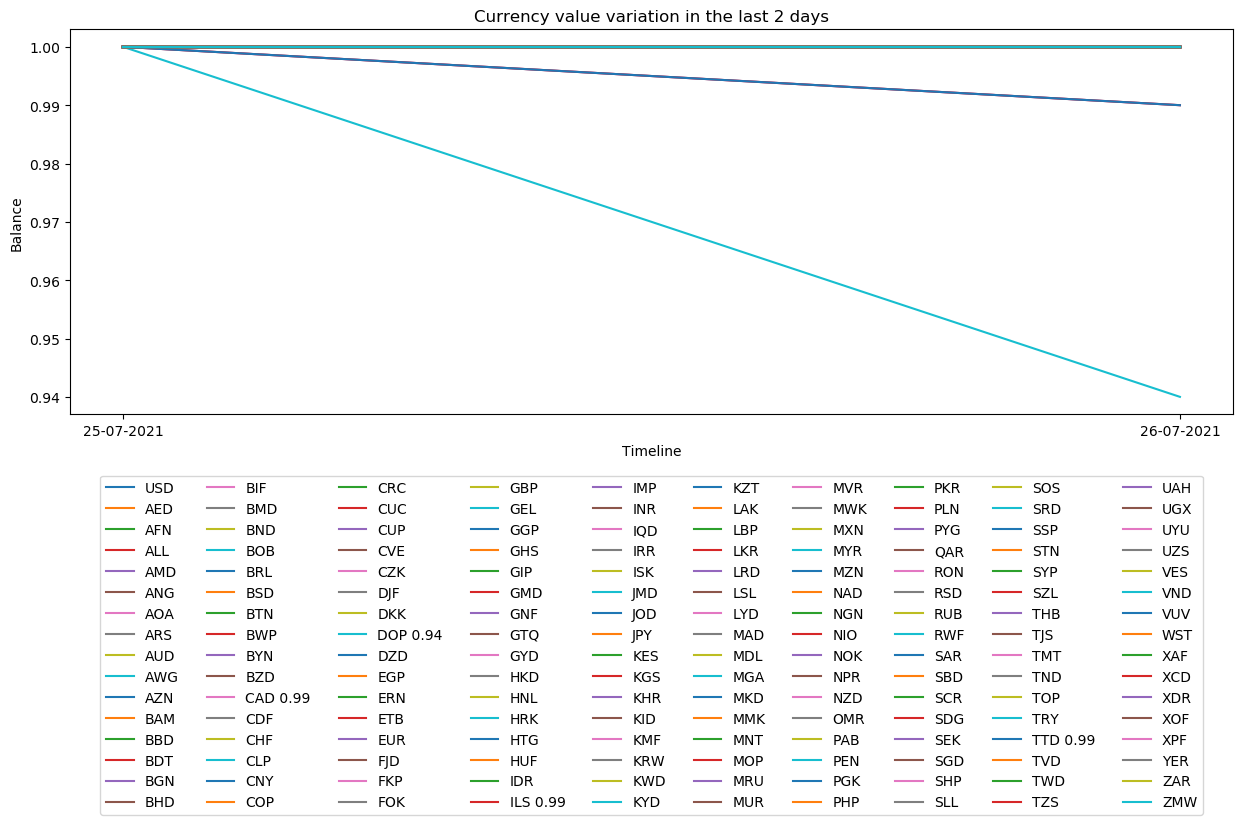 Currency value variation in the last 2 days
1.00
0.99
0.98
0.97
0.96
0.95
0.94
Balance
25-07-2021 26-07-2021
Timeline
USD BIF CRC GBP IMP KZT MVR PKR SOS UAH
AED BMD CUC GEL INR LAK MWK PLN SRD UGX
AFN BND CUP GGP IQD LBP MXN PYG SSP UYU
ALL BOB CVE GHS IRR LKR MYR QAR STN UZS
AMD BRL CZK GIP ISK LRD MZN RON SYP VES
ANG BSD DJF GMD JMD LSL NAD RSD SZL VND
AOA BTN DKK GNF JOD LYD NGN RUB THB VUV
ARS BWP DOP 0.94 GTQ JPY MAD NIO RWF TJS WST
AUD BYN DZD GYD KES MDL NOK SAR TMT XAF
AWG BZD EGP HKD KGS MGA NPR SBD TND XCD
AZN CAD 0.99 ERN HNL KHR MKD NZD SCR TOP XDR
BAM CDF ETB HRK KID MMK OMR SDG TRY XOF
BBD CHF EUR HTG KMF MNT PAB SEK TTD 0.99 XPF
BDT CLP FJD HUF KRW MOP PEN SGD TVD YER
BGN CNY FKP IDR KWD MRU PGK SHP TWD ZAR
BHD COP FOK ILS 0.99 KYD MUR PHP SLL TZS ZMW